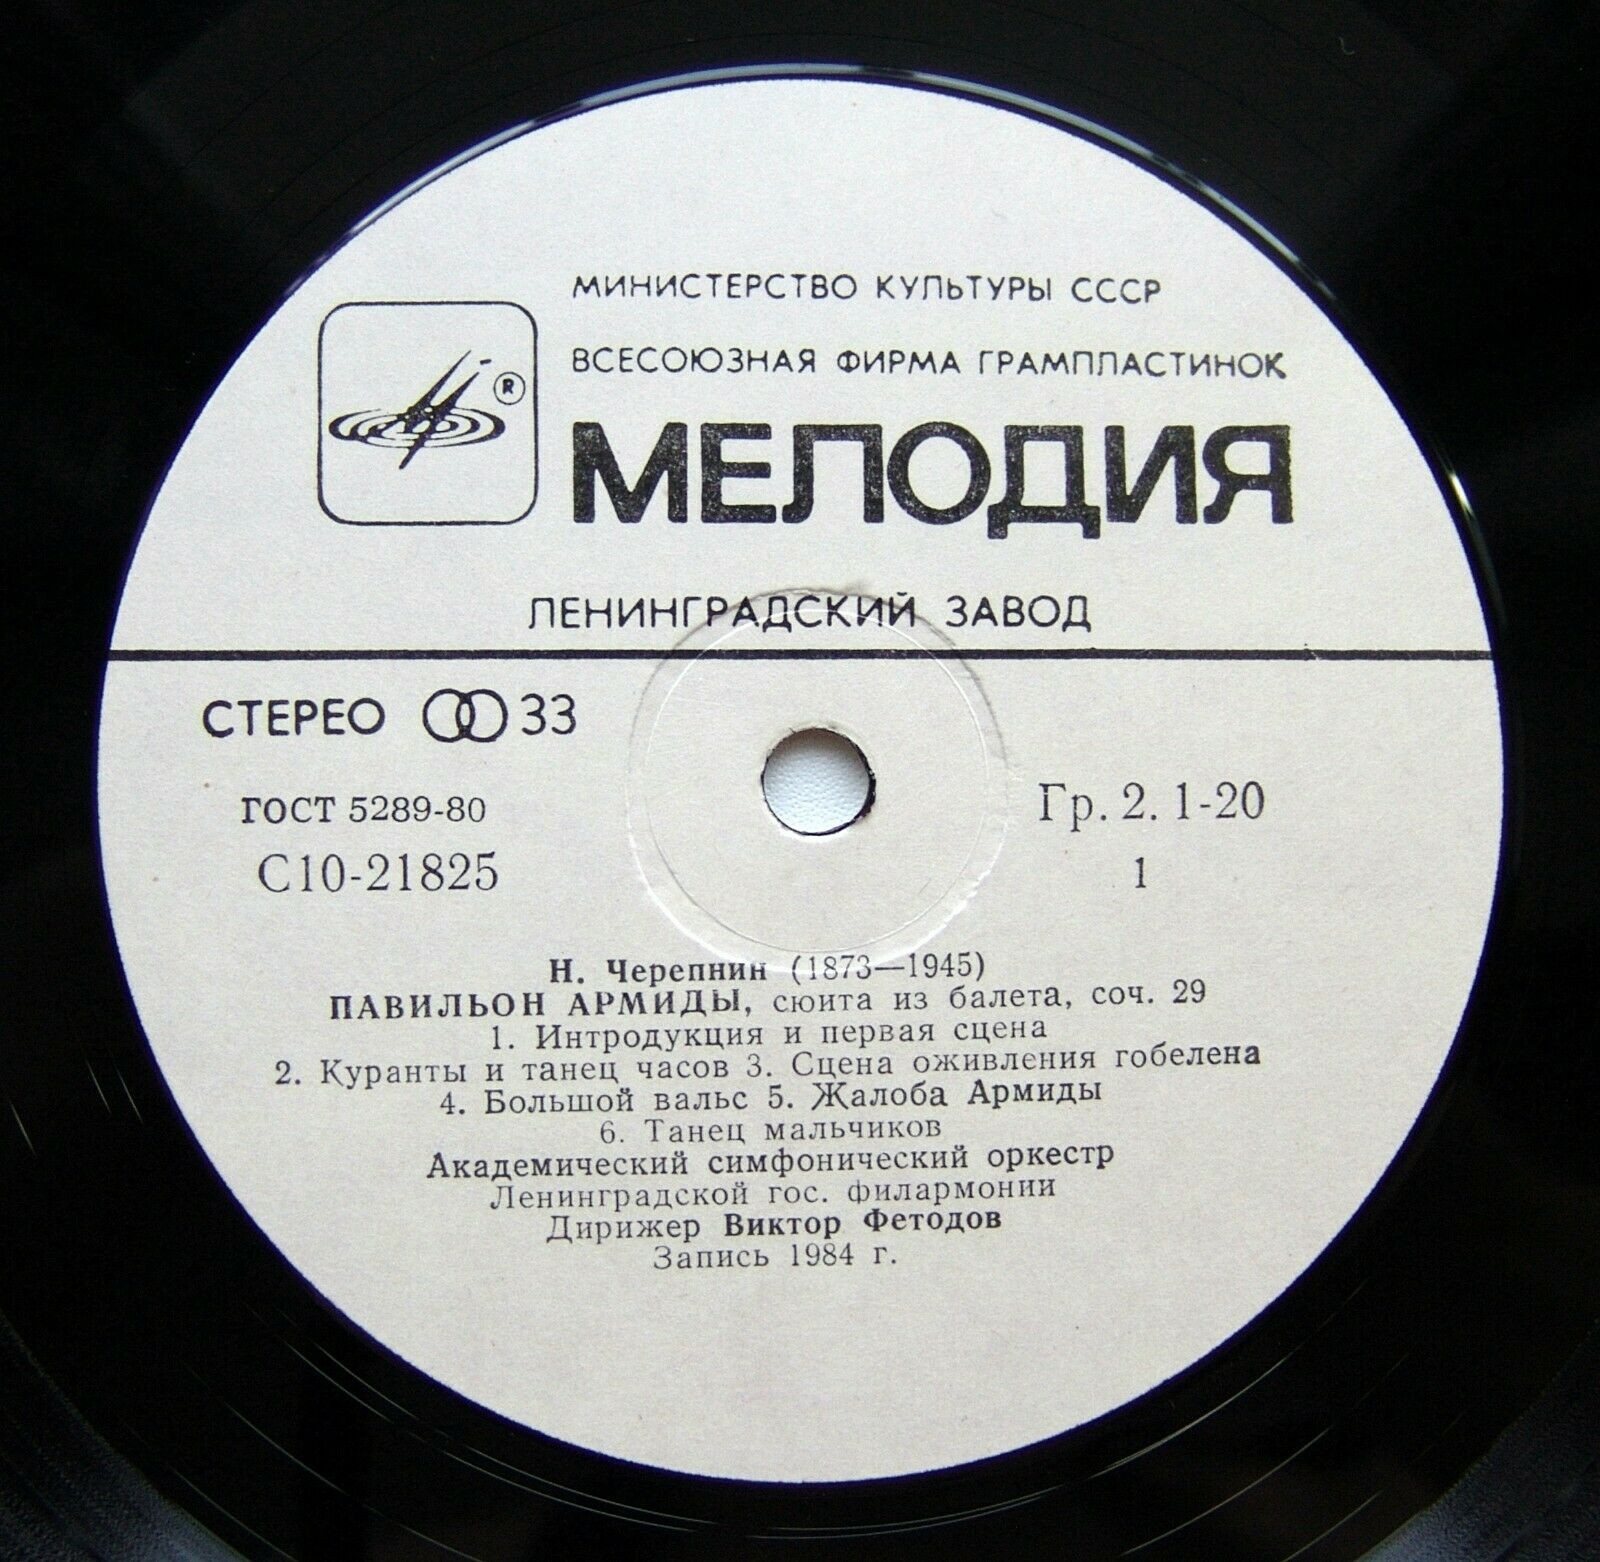 МИНИСТЕРСТВО КУЛЬТУРЫ СССР
ВСЕСОЮЗНАЯ ФИРМА ГРАМПЛАСТИНОК
®
МЕЛОДИЯ
ЛЕНИНГРАДСКИЙ ЗАВОД
СТЕРЕО 33
ГОСТ 5289-80
Гр. 2. 1-20
С10-21825
1
Н. Черепнин (1873—1945)
ПАВИЛЬОН АРМИДЫ, сюита из балета, соч. 29
1. Интродукция и первая сцена
2. Куранты и танец часов 3. Сцена оживления гобелена
4. Большой вальс 5. Жалоба Армиды
6. Танец мальчиков
Академический симфонический оркестр
Ленинградской гос. филармонии
Дирижер Виктор Фетодов
Запись 1984 г.